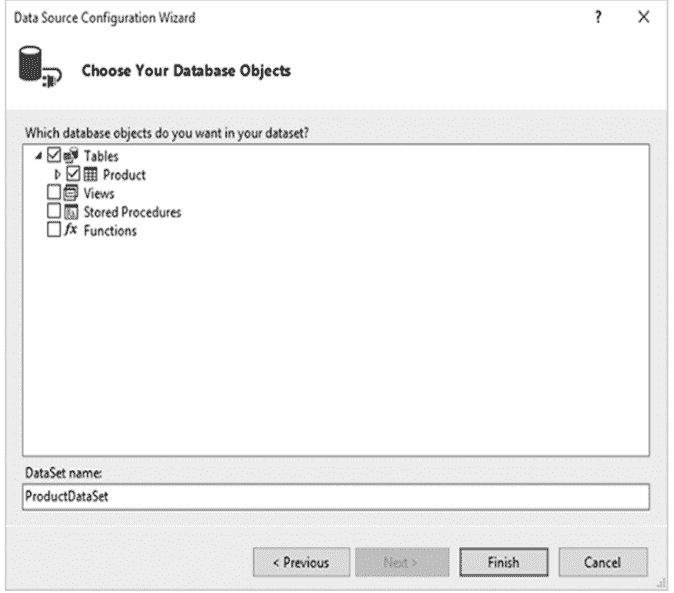 Data Source Configuration Wizard ?
Choose Your Database Objects
Which database objects do you want in your dataset?
Tables
Product
Views
Stored Procedures
fx Functions
DataSet name:
ProductDataSet
< Previous Next > Finish Cancel